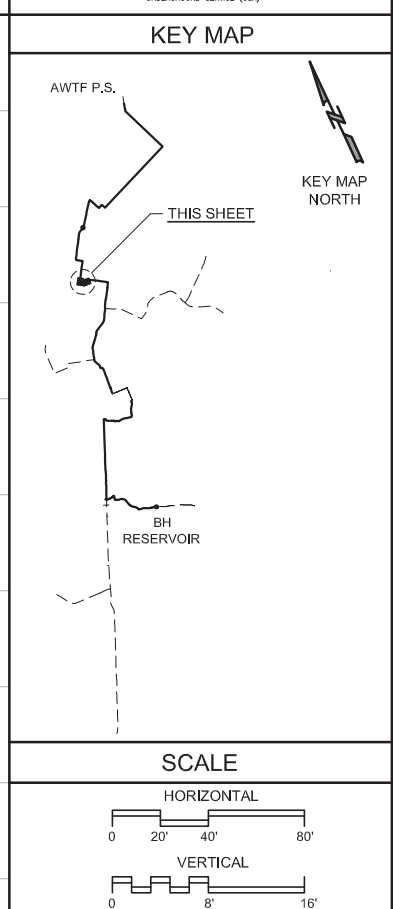 KEY MAP
AWTF P.S.
KEY MAP
NORTH
THIS SHEET
BH
RESERVOIR
SCALE
HORIZONTAL
0 20' 40' 80'
VERTICAL
0 8' 16'